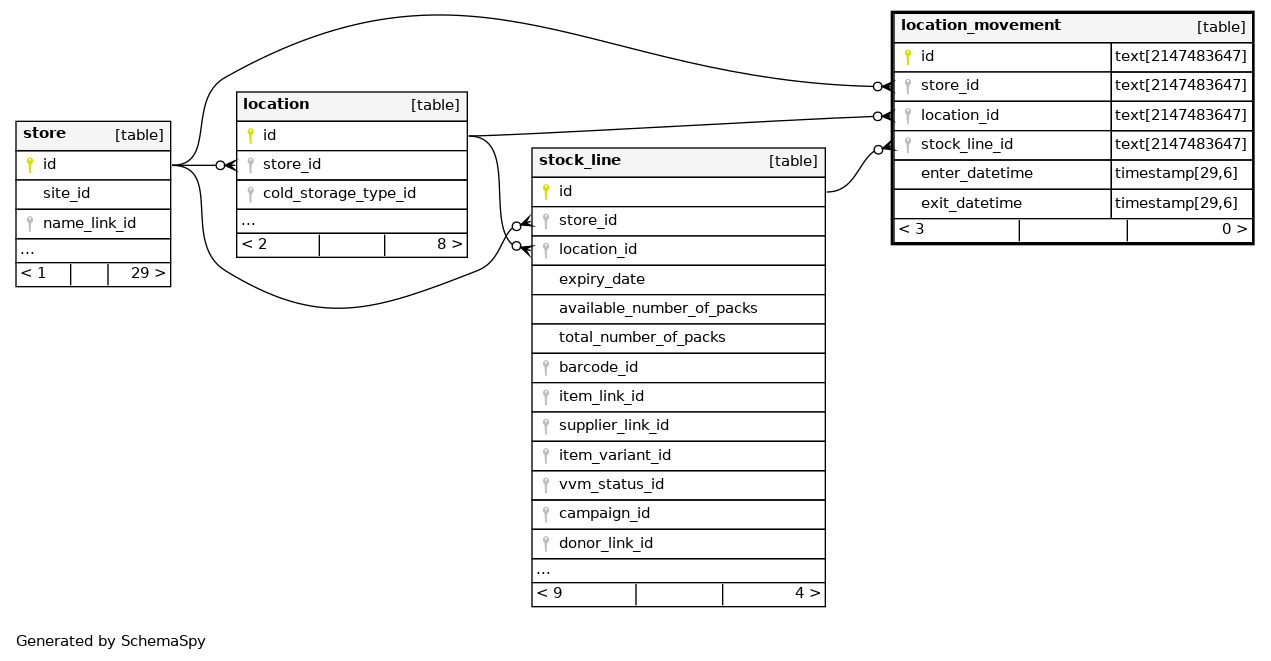 store [table]
id
site_id
name_link_id
...
< 1 29 >
location [table]
id
store_id
cold_storage_type_id
...
< 2 8 >
stock_line [table]
id
store_id
location_id
expiry_date
available_number_of_packs
total_number_of_packs
barcode_id
item_link_id
supplier_link_id
item_variant_id
vvm_status_id
campaign_id
donor_link_id
...
< 9 4 >
location_movement [table]
id text[2147483647]
store_id text[2147483647]
location_id text[2147483647]
stock_line_id text[2147483647]
enter_datetime timestamp[29,6]
exit_datetime timestamp[29,6]
< 3 0 >
Generated by SchemaSpy